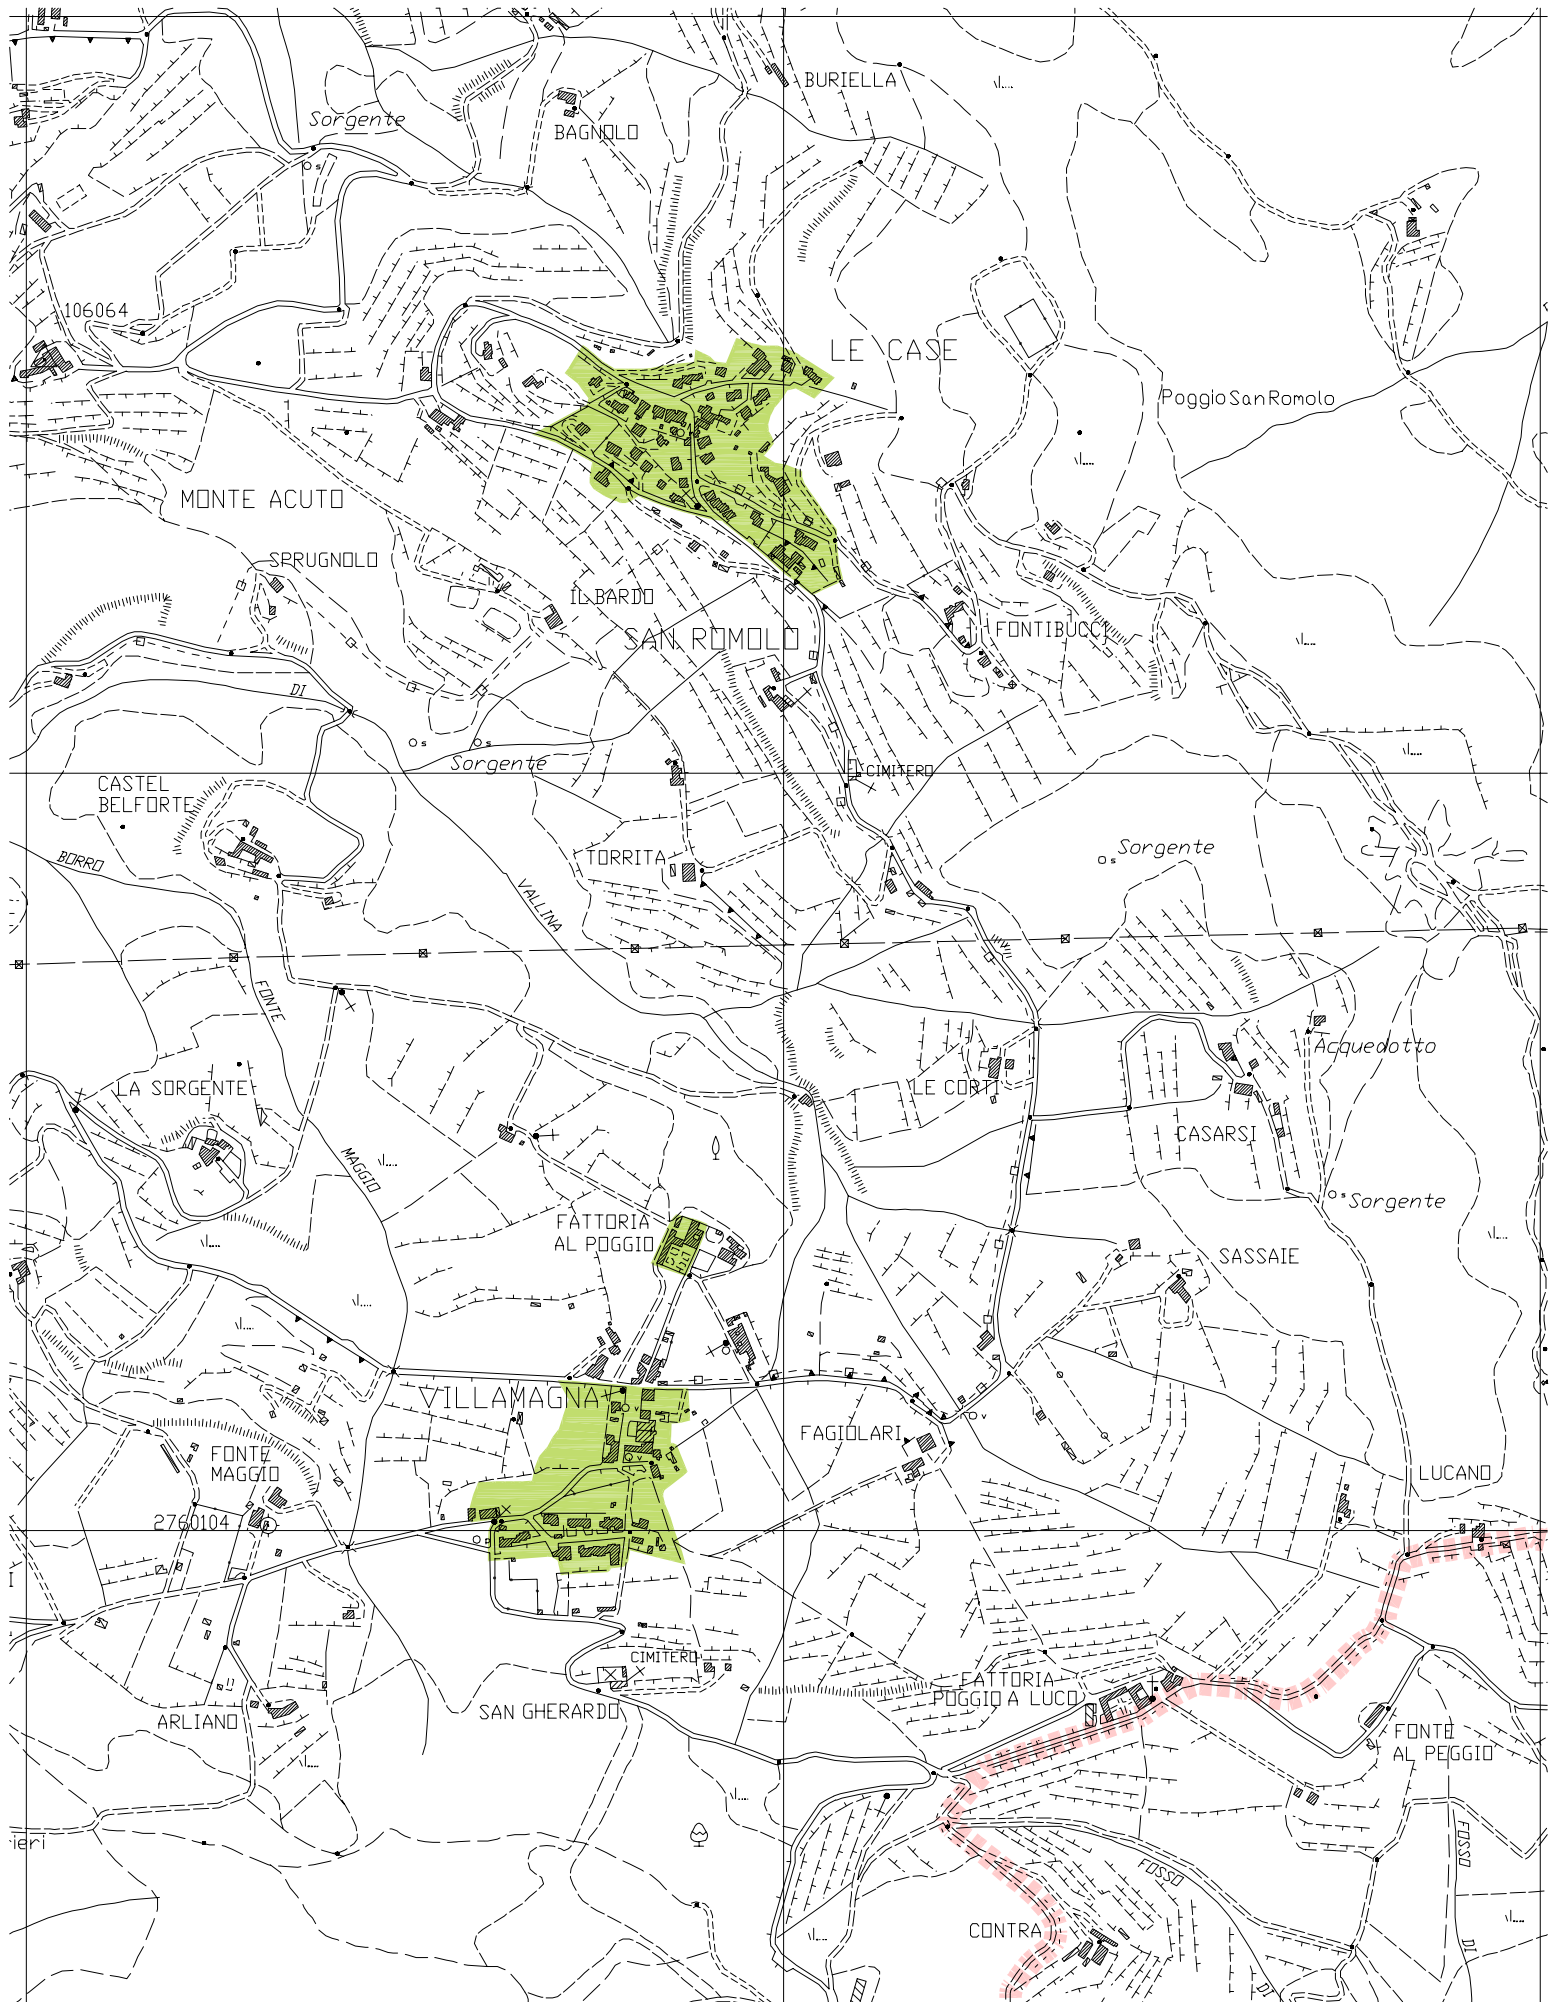 BURIELLA
Sorgente
BAGNOLO
106064
LE CASE
Poggio San Romolo
MONTE ACUTO
SPRUGNOLO
IL BARDO
SAN ROMOLO
FONTIBUCCI
DI
Sorgente
CIMITERO
CASTEL
BELFORTE
BORRO
TORRITA
Sorgente
VALLINA
FONTE
Acquedotto
LA SORGENTE
LE CORTI
CASARSI
MAGGIO
Sorgente
FATTORIA
AL POGGIO
SASSAIE
VILLAMAGNA
FAGIOLARI
FONTE
MAGGIO
LUCANO
2760104
CIMITERO
FATTORIA
POGGIO A LUCO
SAN GHERARDO
ARLIANO
FONTE
AL PEGGIO
rieri
FOSSO
FOSSO
CONTRA
DI
DI